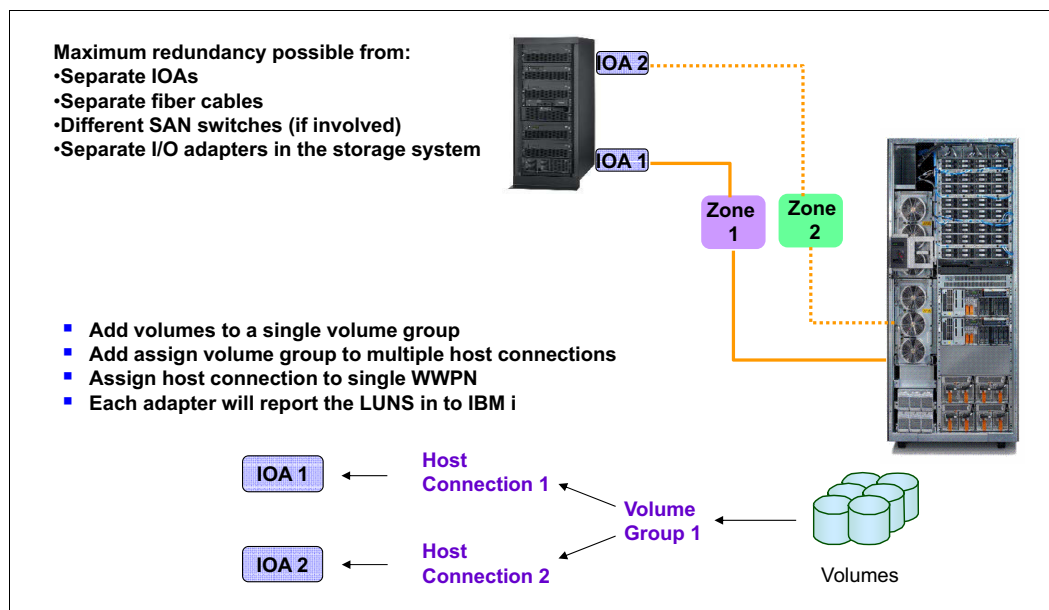 Maximum redundancy possible from:
•Separate IOAs
•Separate fiber cables
•Different SAN switches (if involved)
•Separate I/O adapters in the storage system
IOA 2
IOA 1
Zone
1
Zone
2
▪ Add volumes to a single volume group
▪ Add assign volume group to multiple host connections
▪ Assign host connection to single WWPN
▪ Each adapter will report the LUNS in to IBM i
IOA 1
Host
Connection 1
Volume
Group 1
IOA 2
Host
Connection 2
Volumes